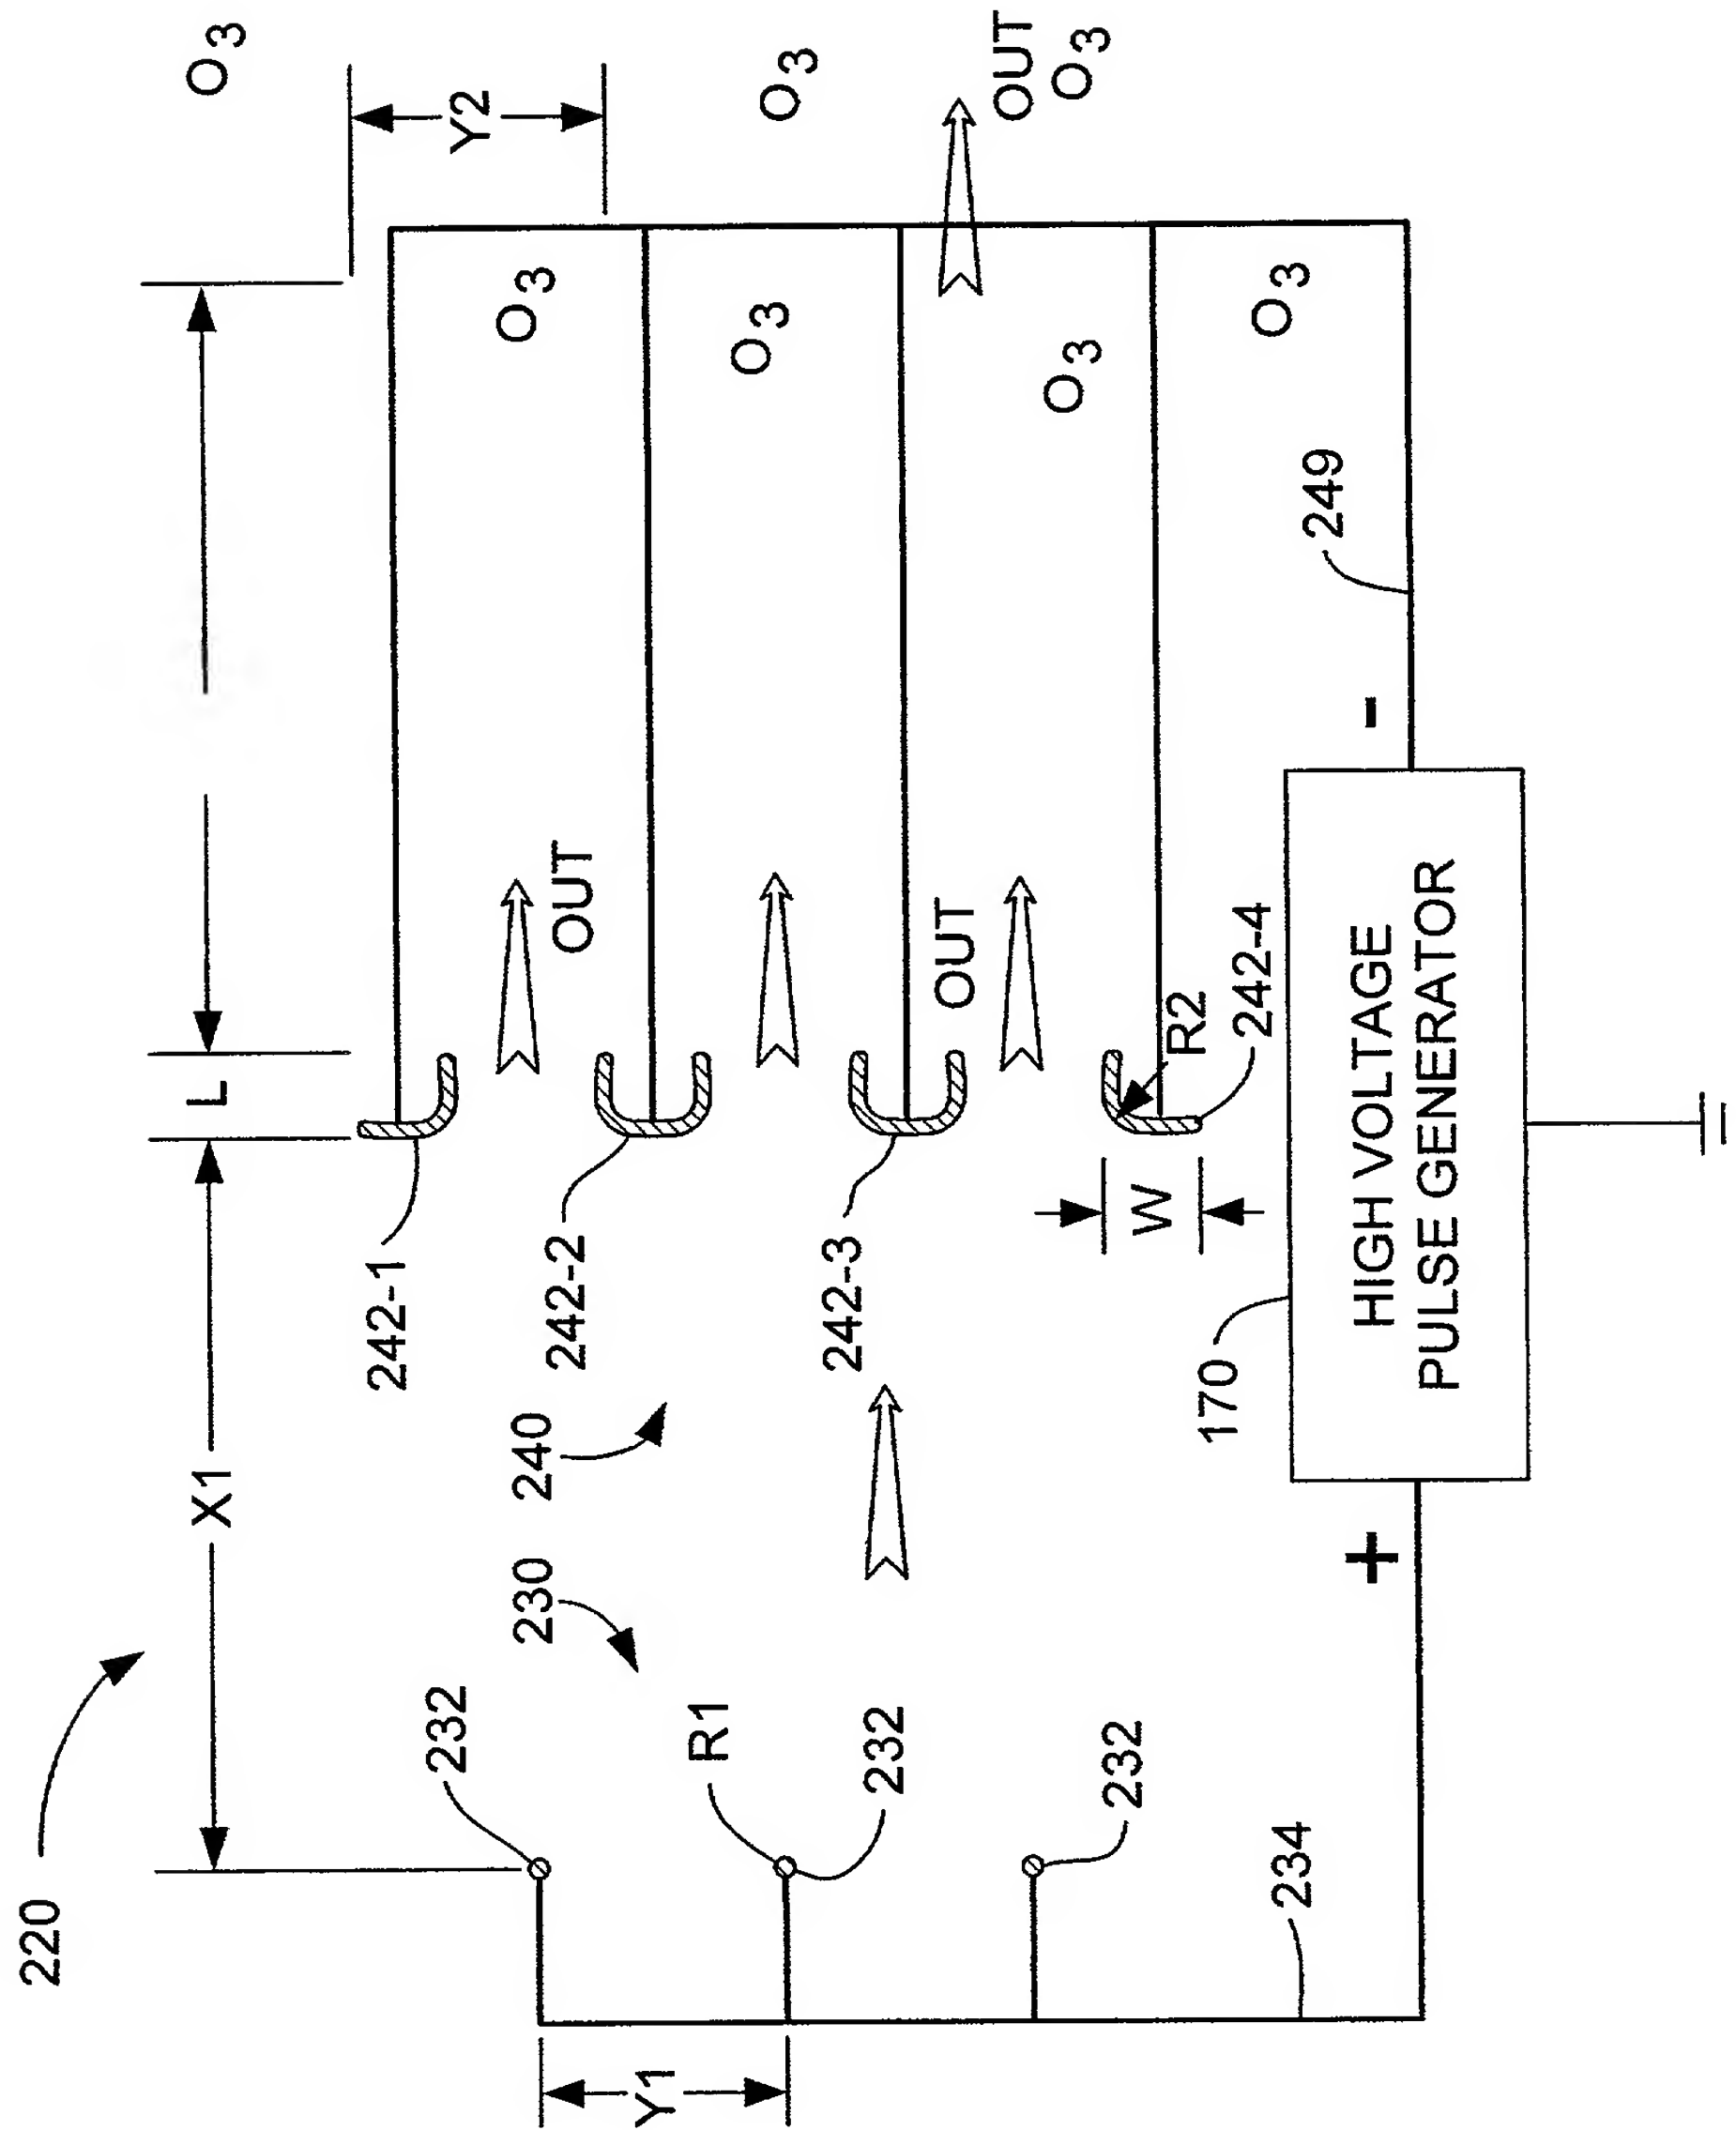 220
X1
L
Y2
O3
242-1
242-2
242-3
240
230
232
R1
232
232
234
Y1
OUT
OUT
OUT
O3
O3
O3
O3
O3
O3
R2
242-4
W
249
170
+
-
HIGH VOLTAGE
PULSE GENERATOR